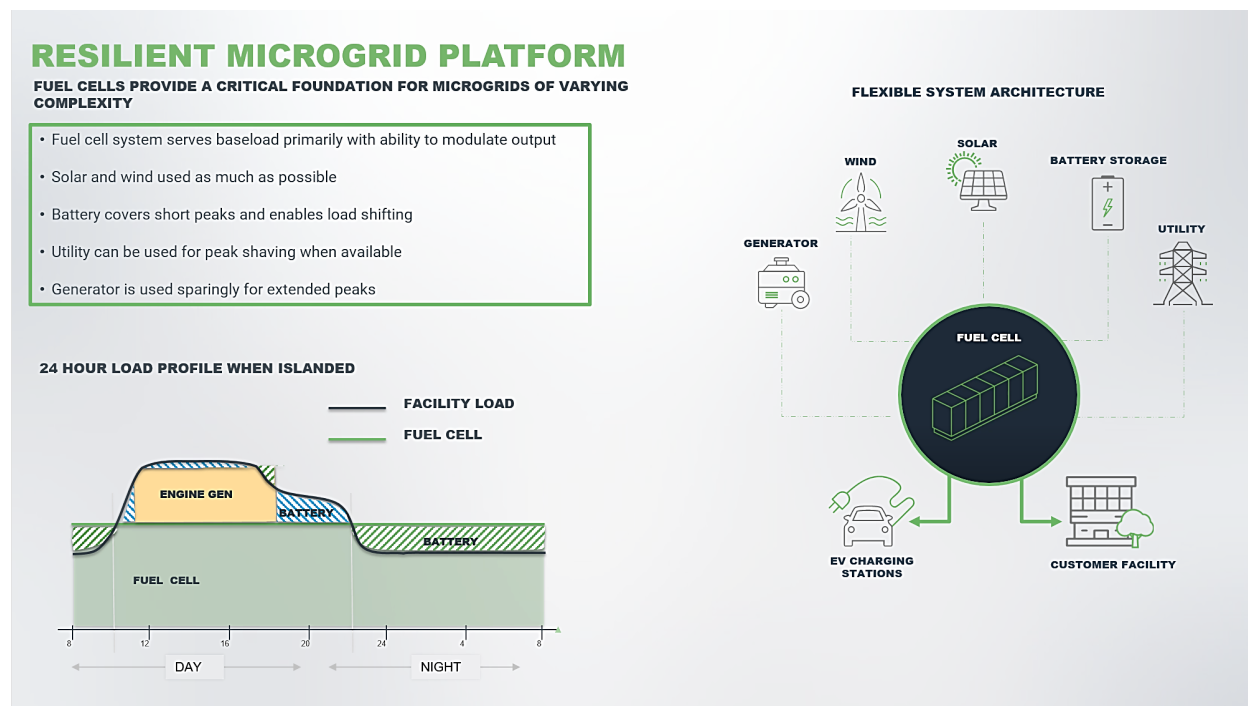 RESILIENT MICROGRID PLATFORM
FUEL CELLS PROVIDE A CRITICAL FOUNDATION FOR MICROGRIDS OF VARYING
COMPLEXITY
• Fuel cell system serves baseload primarily with ability to modulate output
• Solar and wind used as much as possible
• Battery covers short peaks and enables load shifting
• Utility can be used for peak shaving when available
• Generator is used sparingly for extended peaks
24 HOUR LOAD PROFILE WHEN ISLANDED
FACILITY LOAD
FUEL CELL
ENGINE GEN
BATTERY
BATTERY
FUEL CELL
8 12 16 20 24 4 8
DAY NIGHT
FLEXIBLE SYSTEM ARCHITECTURE
SOLAR
WIND
BATTERY STORAGE
UTILITY
GENERATOR
FUEL CELL
EV CHARGING
STATIONS
CUSTOMER FACILITY